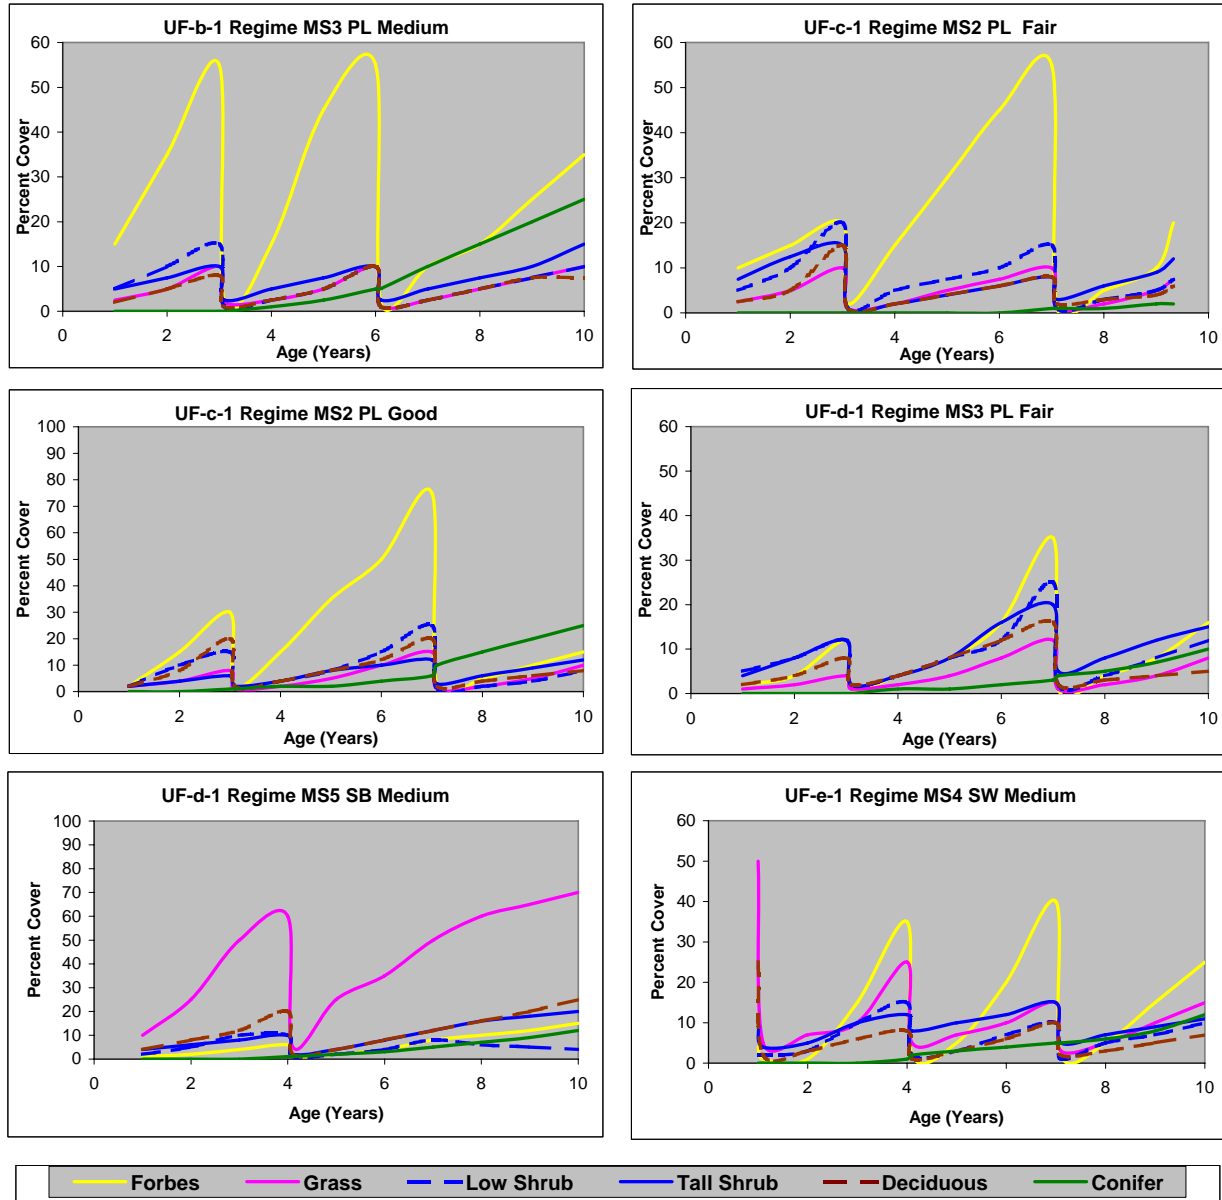 UF-b-1 Regime MS3 PL Medium
60
50
40
30
20
10
0
Percent Cover
0 2 4 6 8 10
Age (Years)
UF-c-1 Regime MS2 PL Fair
60
50
40
30
20
10
0
Percent Cover
0 2 4 6 8 10
Age (Years)
UF-c-1 Regime MS2 PL Good
100
90
80
70
60
50
40
30
20
10
0
Percent Cover
0 2 4 6 8 10
Age (Years)
UF-d-1 Regime MS3 PL Fair
60
50
40
30
20
10
0
Percent Cover
0 2 4 6 8 10
Age (Years)
UF-d-1 Regime MS5 SB Medium
100
90
80
70
60
50
40
30
20
10
0
Percent Cover
0 2 4 6 8 10
Age (Years)
UF-e-1 Regime MS4 SW Medium
60
50
40
30
20
10
0
Percent Cover
0 2 4 6 8 10
Age (Years)
Forbes Grass Low Shrub Tall Shrub Deciduous Conifer